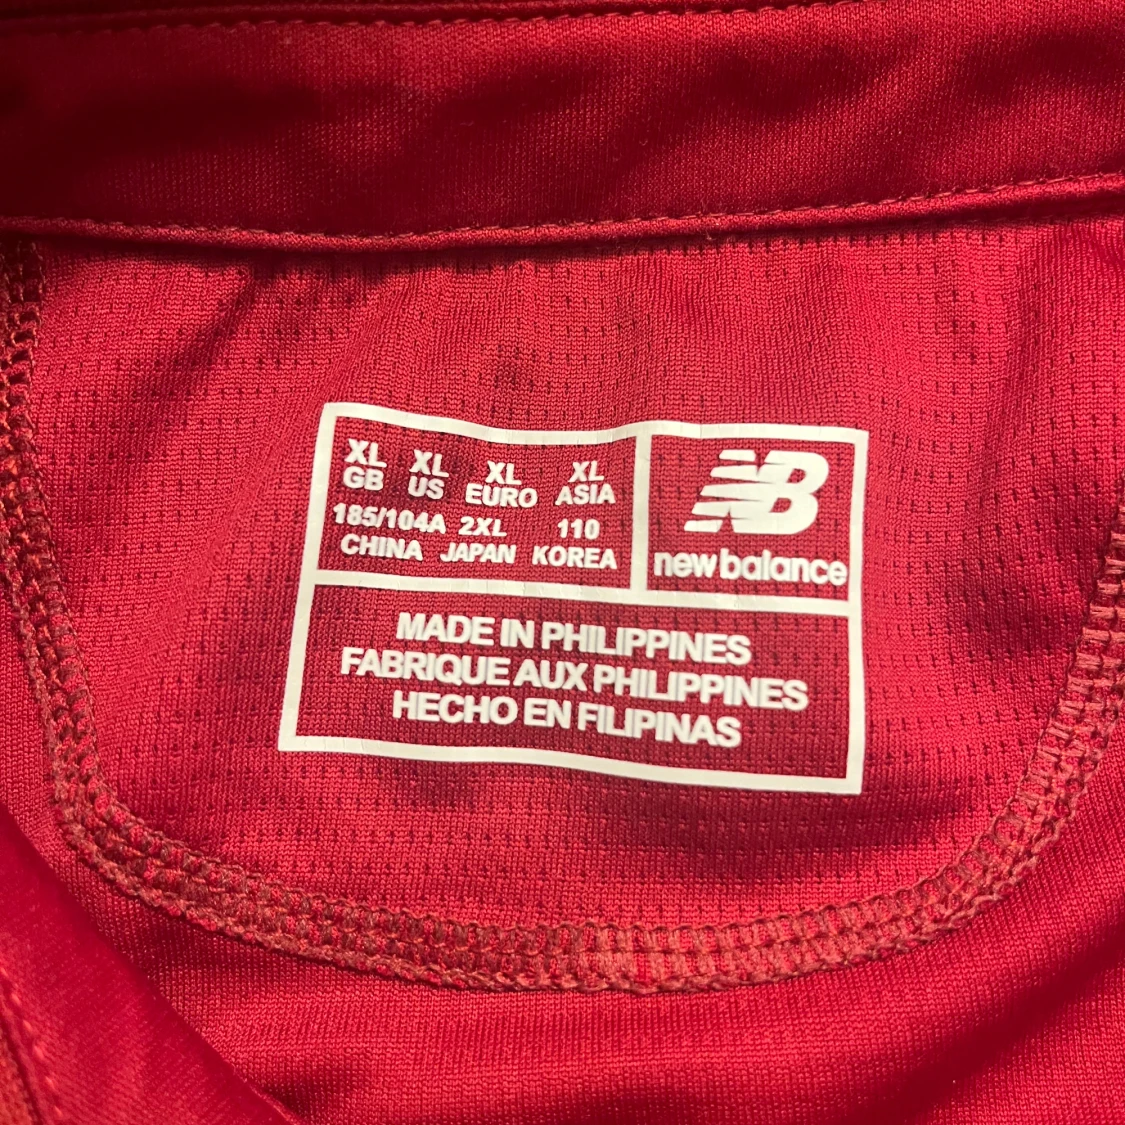 XL XL XL XL
GB US EURO ASIA
185/104A 2XL 110
CHINA JAPAN KOREA
NB
new balance
MADE IN PHILIPPINES
FABRIQUE AUX PHILIPPINES
HECHO EN FILIPINAS